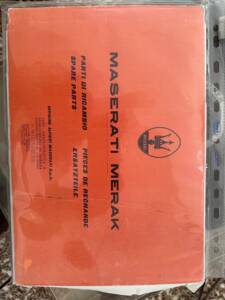 MASERATI MERAK
PARTI DI RICAMBIO
SPARE PARTS
PIECES DE RECHANGE
ERSATZTEILE